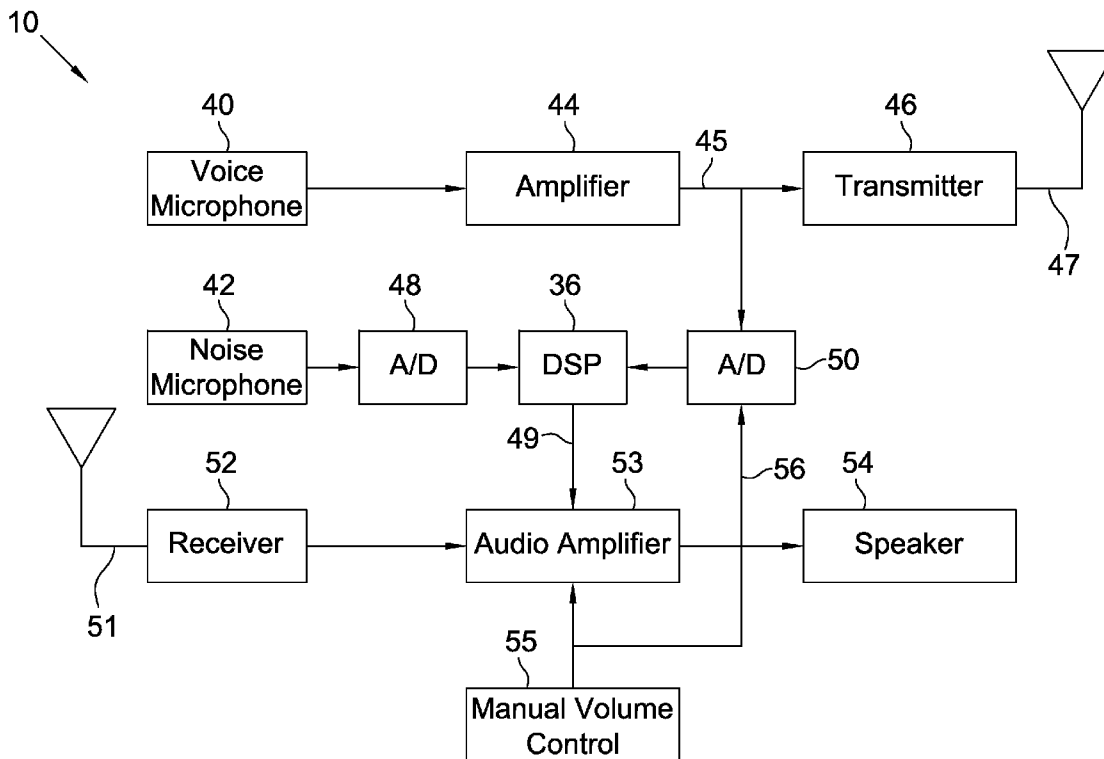 10
40
44
45
46
Voice
Microphone
Amplifier
Transmitter
47
42
48
36
Noise
Microphone
A/D
DSP
A/D
50
49
52
53
56
54
Receiver
Audio Amplifier
Speaker
51
55
Manual Volume
Control